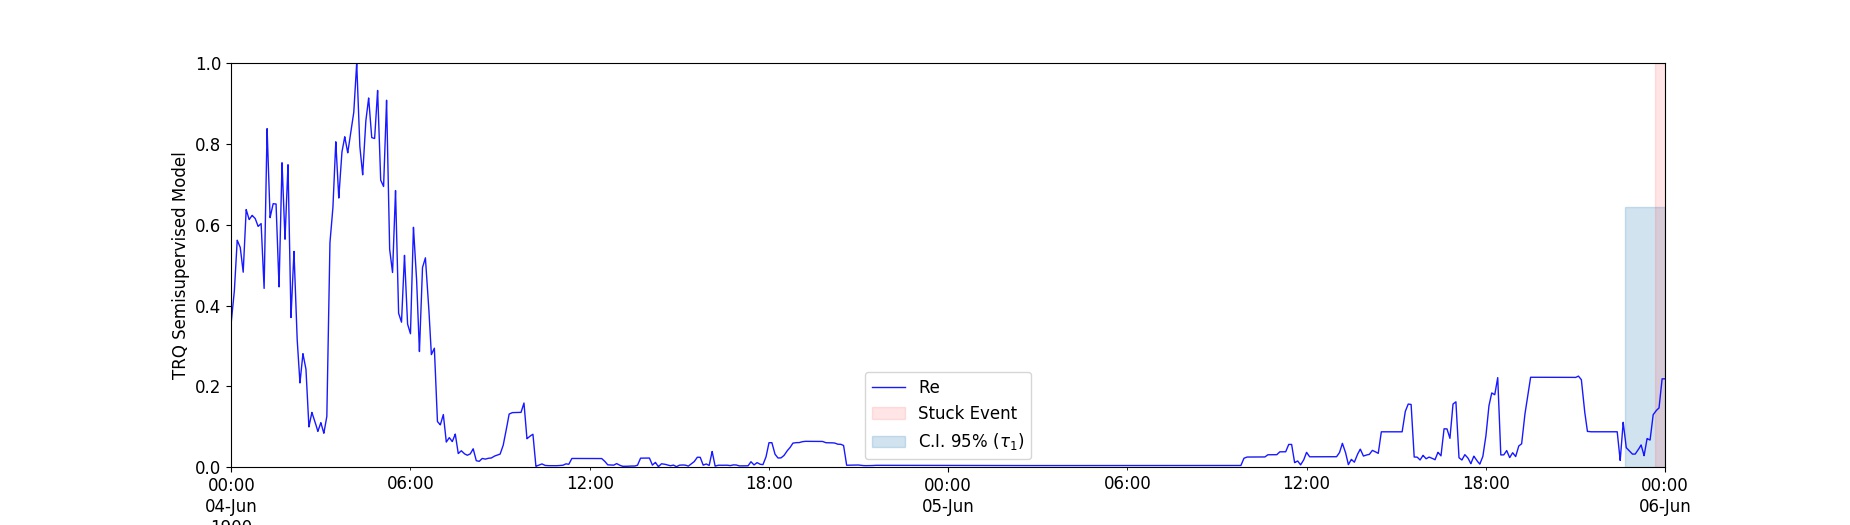 TRQ Semisupervised Model
1.0
0.8
0.6
0.4
0.2
0.0
Re
Stuck Event
C.I. 95% (τ₁)
00:00 06:00 12:00 18:00 00:00 06:00 12:00 18:00 00:00
04-Jun 05-Jun 06-Jun
1900